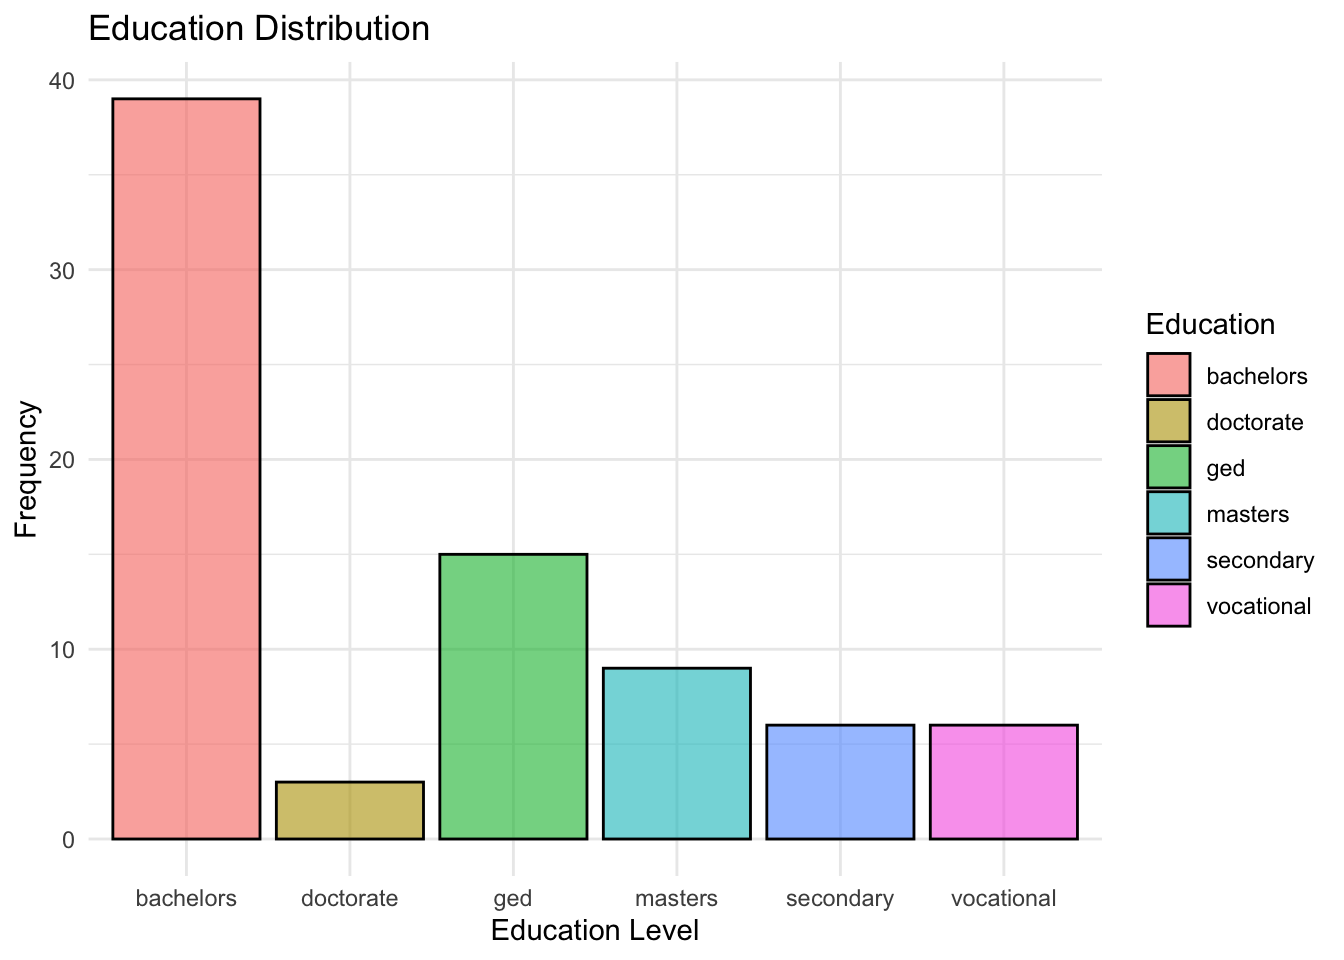 Education Distribution
40
30
20
10
0
Frequency
bachelors
doctorate
ged
masters
secondary
vocational
Education Level
Education
bachelors
doctorate
ged
masters
secondary
vocational